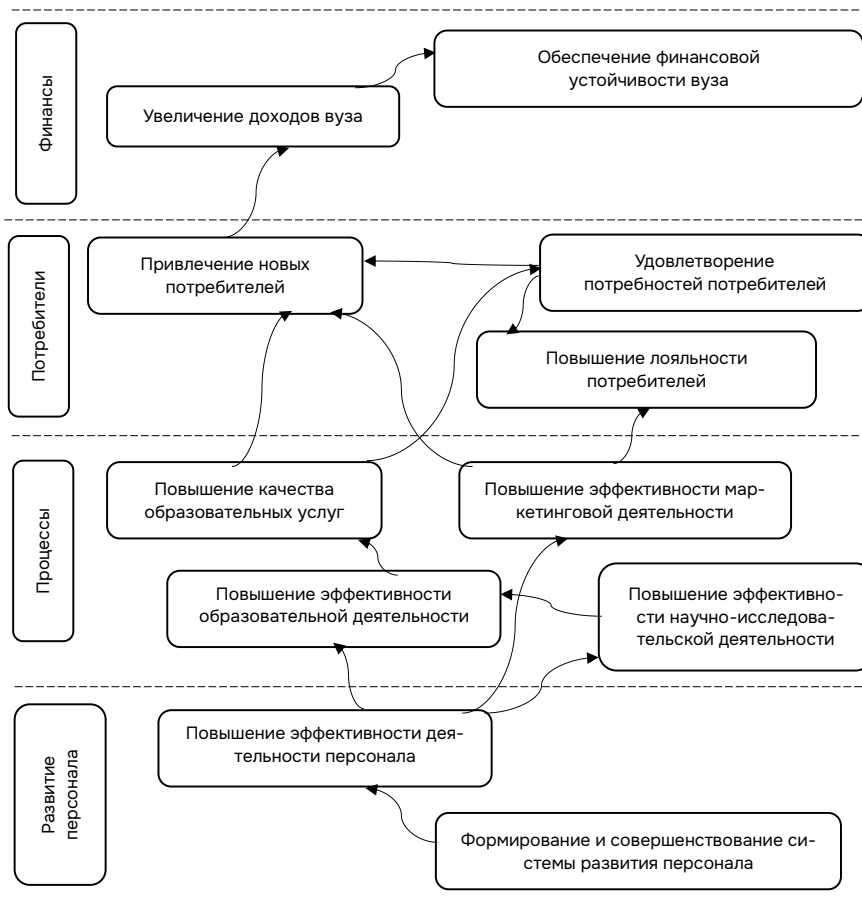 Финансы
Обеспечение финансовой
устойчивости вуза
Увеличение доходов вуза
Потребители
Привлечение новых
потребителей
Удовлетворение
потребностей потребителей
Повышение лояльности
потребителей
Процессы
Повышение качества
образовательных услуг
Повышение эффективности мар-
кетинговой деятельности
Повышение эффективности
образовательной деятельности
Повышение эффективно-
сти научно-исследова-
тельской деятельности
Развитие
персонала
Повышение эффективности дея-
тельности персонала
Формирование и совершенствование си-
стемы развития персонала